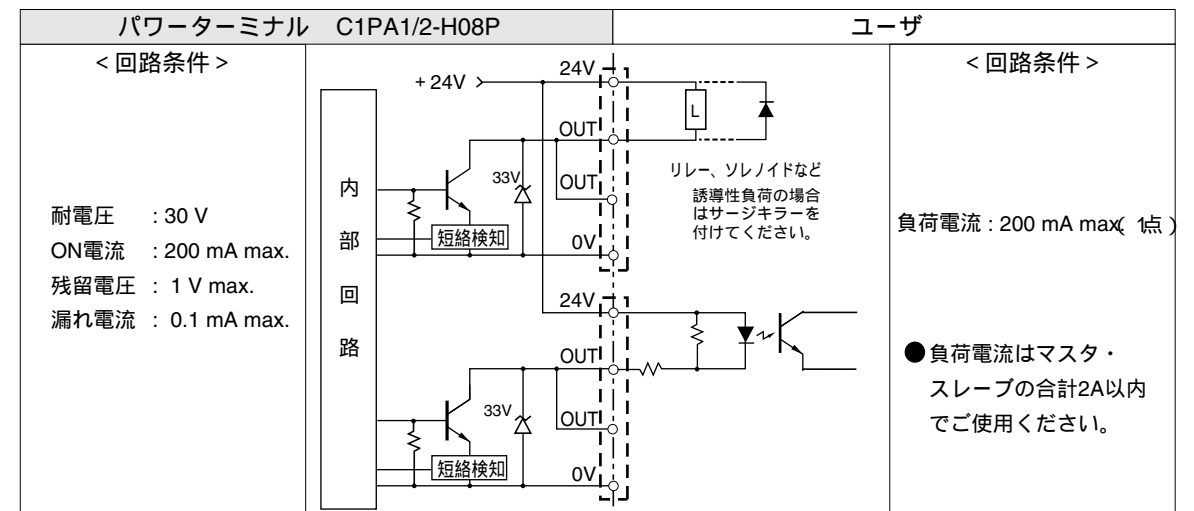 パワーターミナル C1PA1/2-H08P
ユーザ
<回路条件>
耐電圧 : 30 V
ON電流 : 200 mA max.
残留電圧 : 1 V max.
漏れ電流 : 0.1 mA max.
内部回路
+24V
24V
OUT
33V
OUT
短絡検知
0V
L
リレー、ソレノイドなど
誘導性負荷の場合
はサージキラーを
付けてください。
24V
OUT
33V
OUT
短絡検知
0V
<回路条件>
負荷電流 : 200 mA max( 1点 )
●負荷電流はマスタ・
スレーブの合計2A以内
でご使用ください。